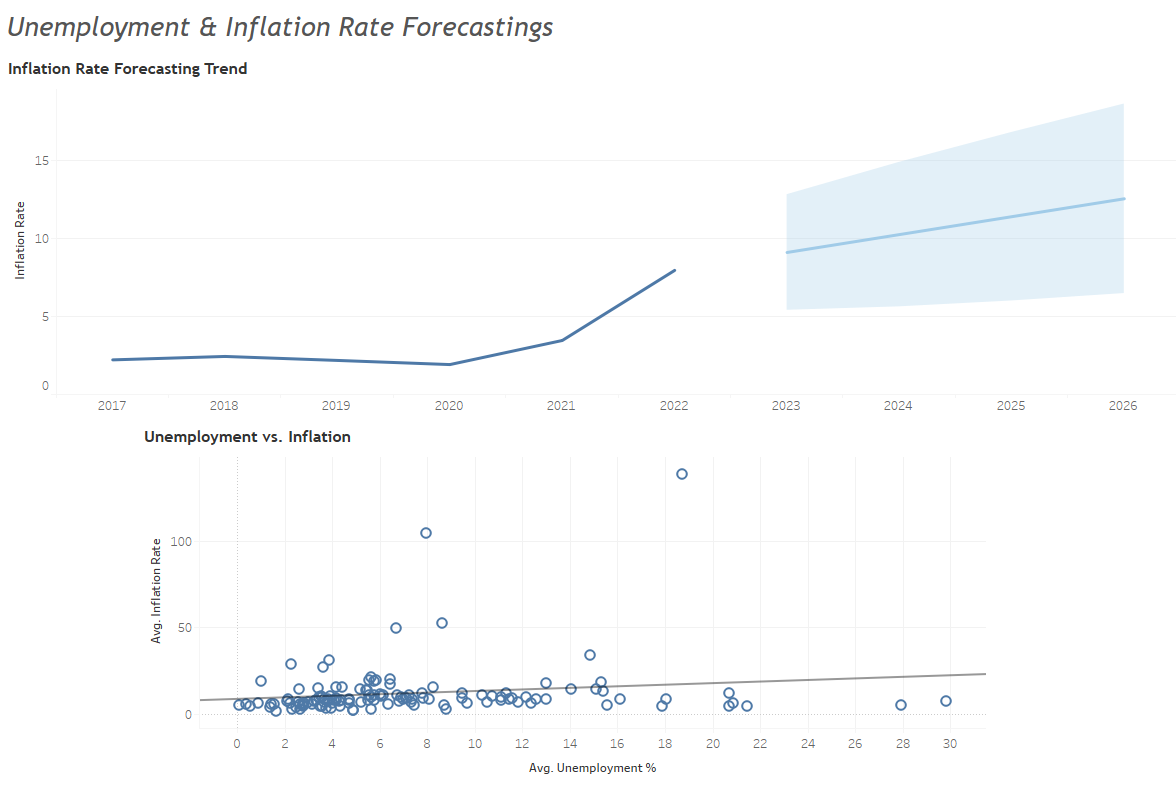 Unemployment & Inflation Rate Forecastings
Inflation Rate Forecasting Trend
15
10
5
0
Inflation Rate
2017 2018 2019 2020 2021 2022 2023 2024 2025 2026
Unemployment vs. Inflation
100
50
0
Avg. Inflation Rate
0 2 4 6 8 10 12 14 16 18 20 22 24 26 28 30
Avg. Unemployment %